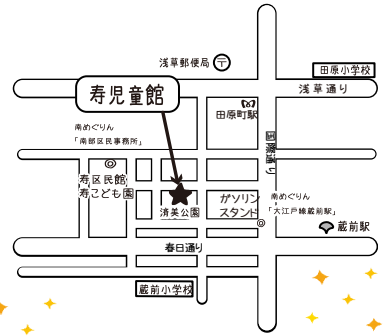 浅草郵便局
田原小学校
浅草通り
寿児童館
田原町駅
国際通り
南めぐりん
「南部区民事務所」
寿区民館
寿こども園
済美公園
ガソリン
スタンド
南めぐりん
「大江戸線蔵前駅」
蔵前駅
春日通り
蔵前小学校